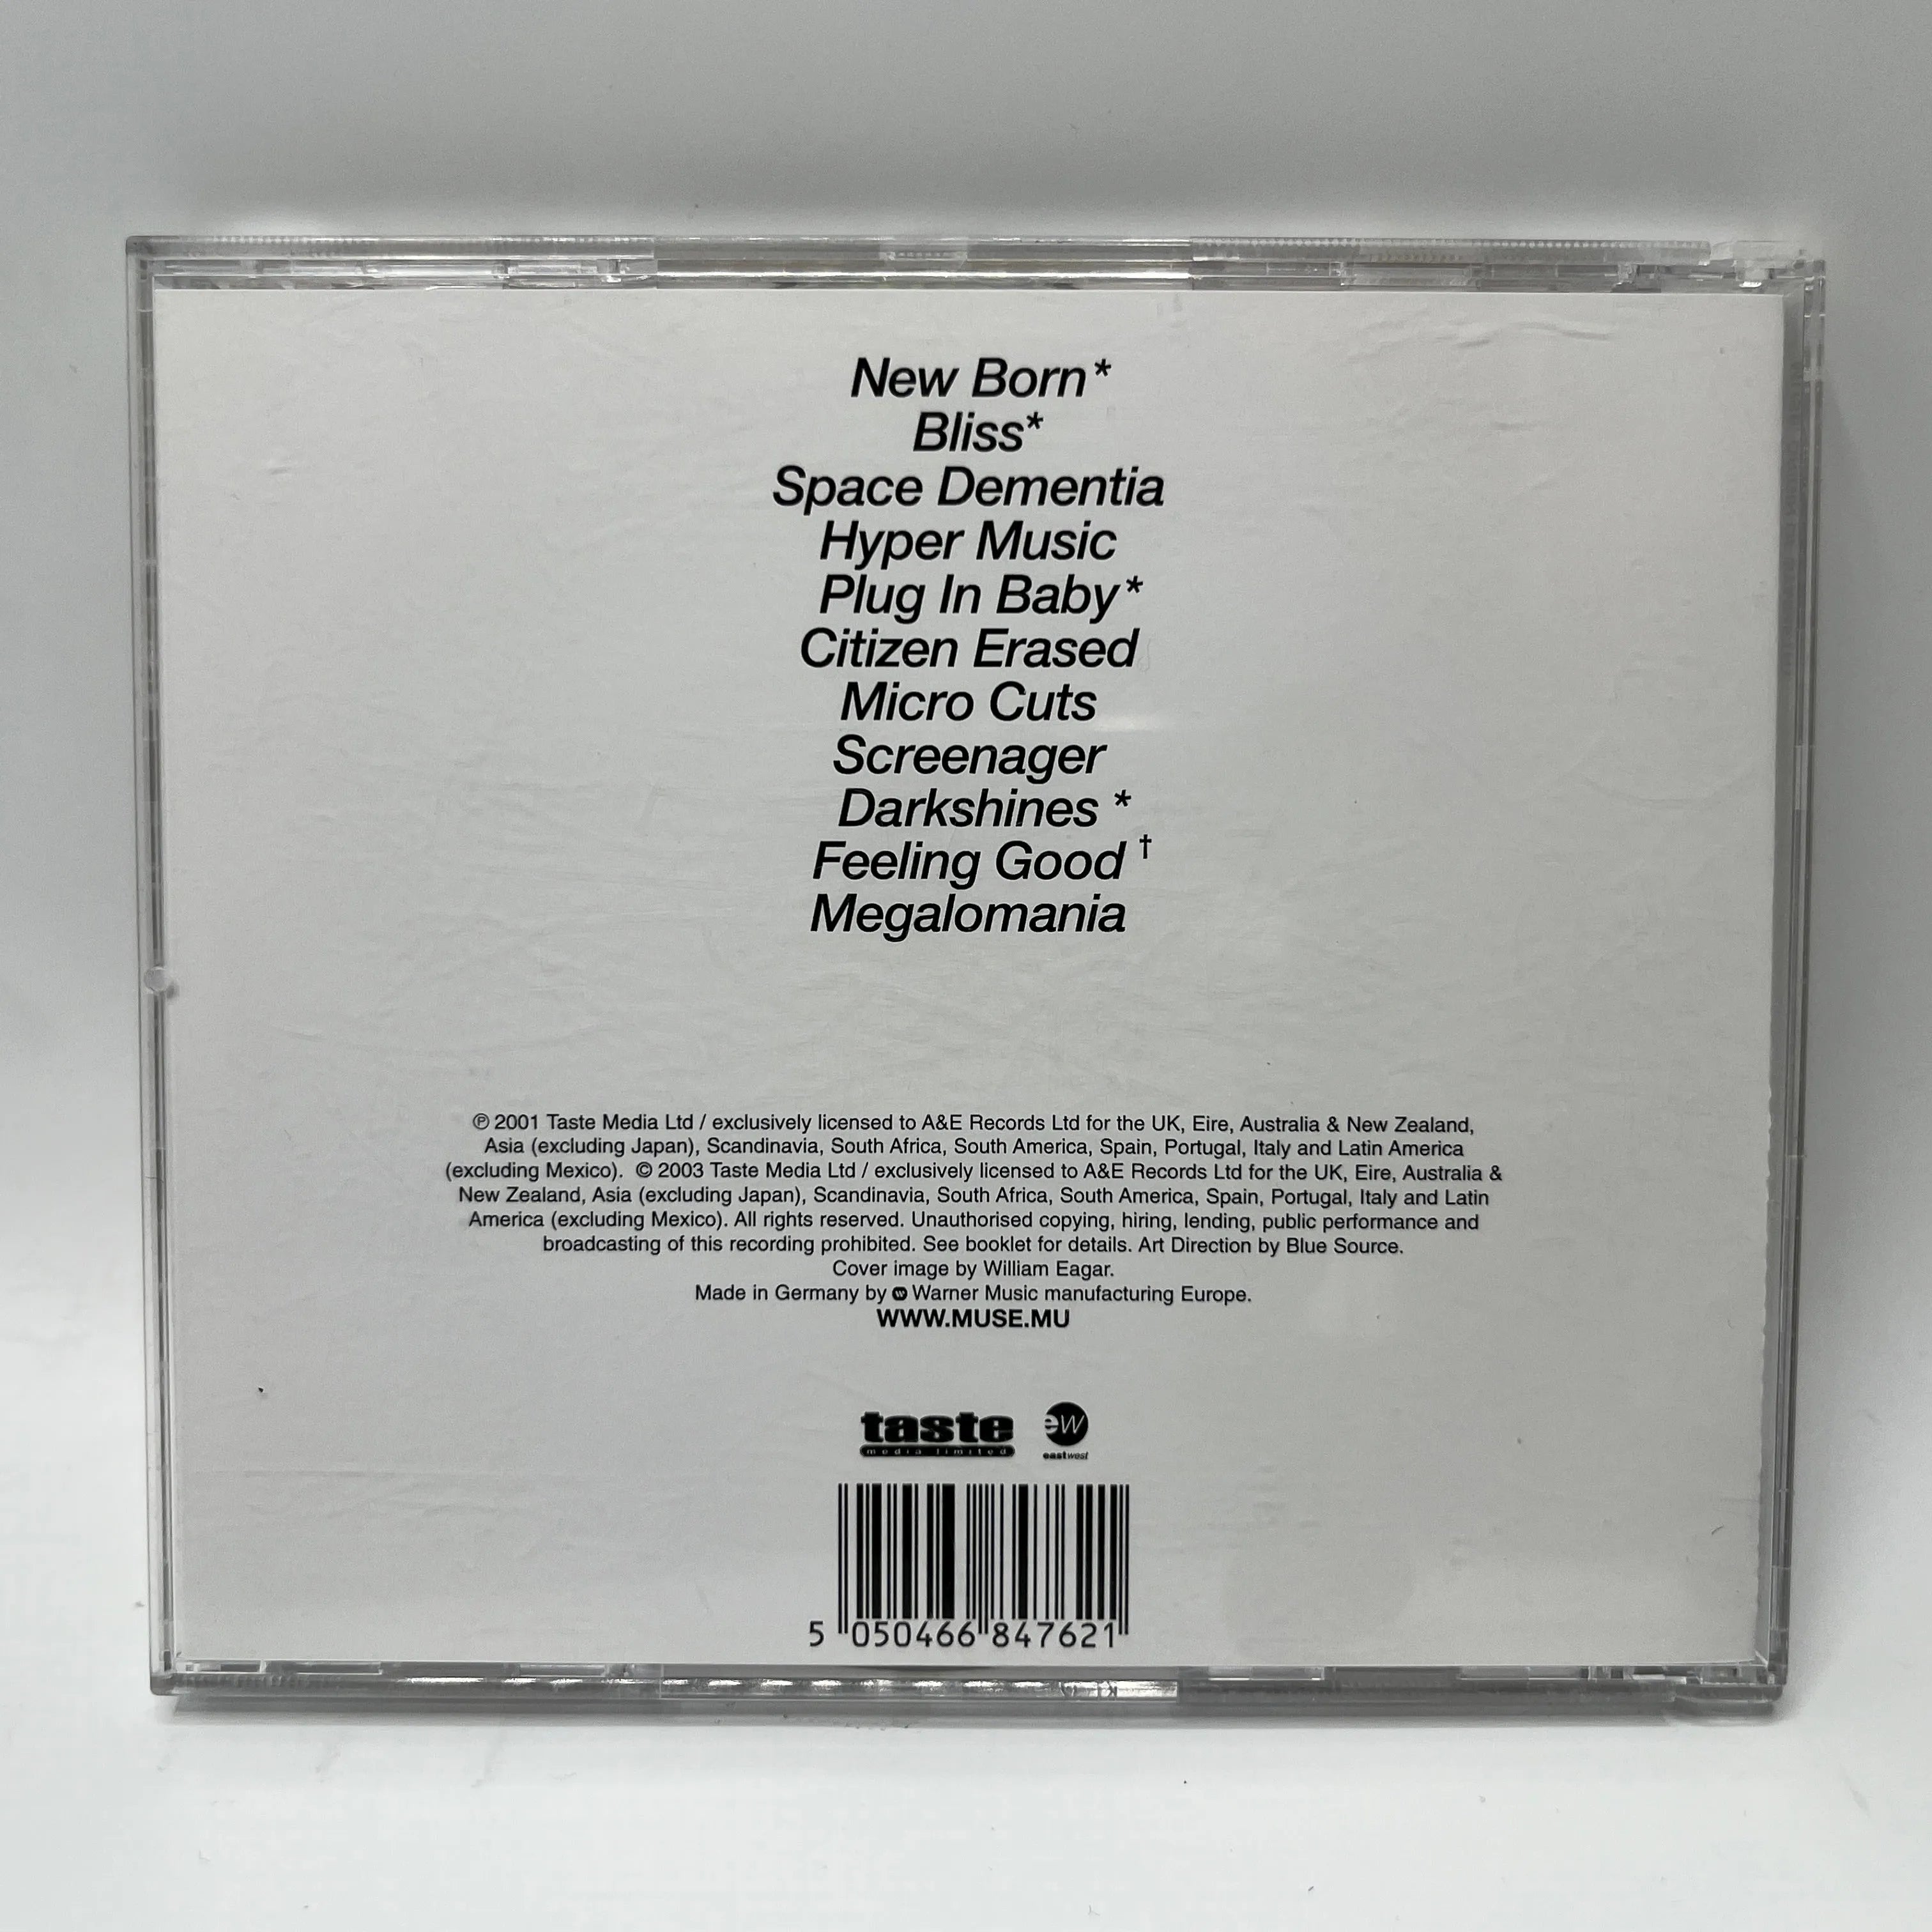 New Born*
Bliss*
Space Dementia
Hyper Music
Plug In Baby*
Citizen Erased
Micro Cuts
Screenager
Darkshines *
Feeling Good †
Megalomania
℗ 2001 Taste Media Ltd / exclusively licensed to A&E Records Ltd for the UK, Eire, Australia & New Zealand,
Asia (excluding Japan), Scandinavia, South Africa, South America, Spain, Portugal, Italy and Latin America
(excluding Mexico). © 2003 Taste Media Ltd / exclusively licensed to A&E Records Ltd for the UK, Eire, Australia &
New Zealand, Asia (excluding Japan), Scandinavia, South Africa, South America, Spain, Portugal, Italy and Latin
America (excluding Mexico). All rights reserved. Unauthorised copying, hiring, lending, public performance and
broadcasting of this recording prohibited. See booklet for details. Art Direction by Blue Source.
Cover image by William Eagar.
Made in Germany by W Warner Music manufacturing Europe.
WWW.MUSE.MU
taste ew
media limited eastwest
5 050466 847621